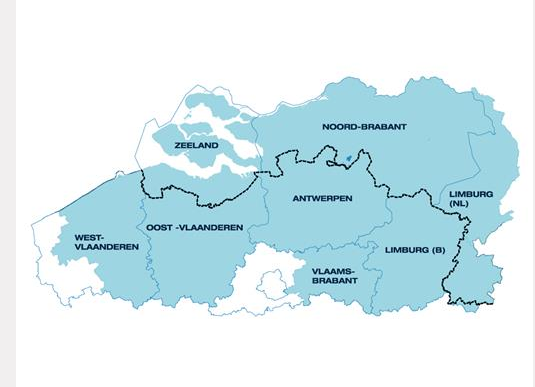 NOORD-BRABANT
ZEELAND
LIMBURG
(NL)
ANTWERPEN
OOST -VLAANDEREN
WEST-
VLAANDEREN
LIMBURG (B)
VLAAMS-
BRABANT